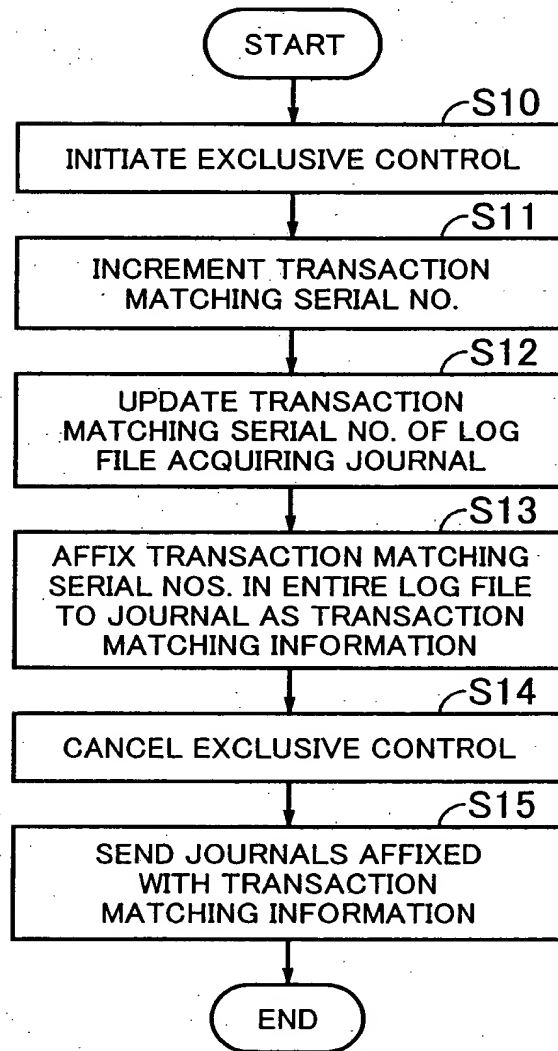 START
S10
INITIATE EXCLUSIVE CONTROL
S11
INCREMENT TRANSACTION
MATCHING SERIAL NO.
S12
UPDATE TRANSACTION
MATCHING SERIAL NO. OF LOG
FILE ACQUIRING JOURNAL
S13
AFFIX TRANSACTION MATCHING
SERIAL NOS. IN ENTIRE LOG FILE
TO JOURNAL AS TRANSACTION
MATCHING INFORMATION
S14
CANCEL EXCLUSIVE CONTROL
S15
SEND JOURNALS AFFIXED
WITH TRANSACTION
MATCHING INFORMATION
END